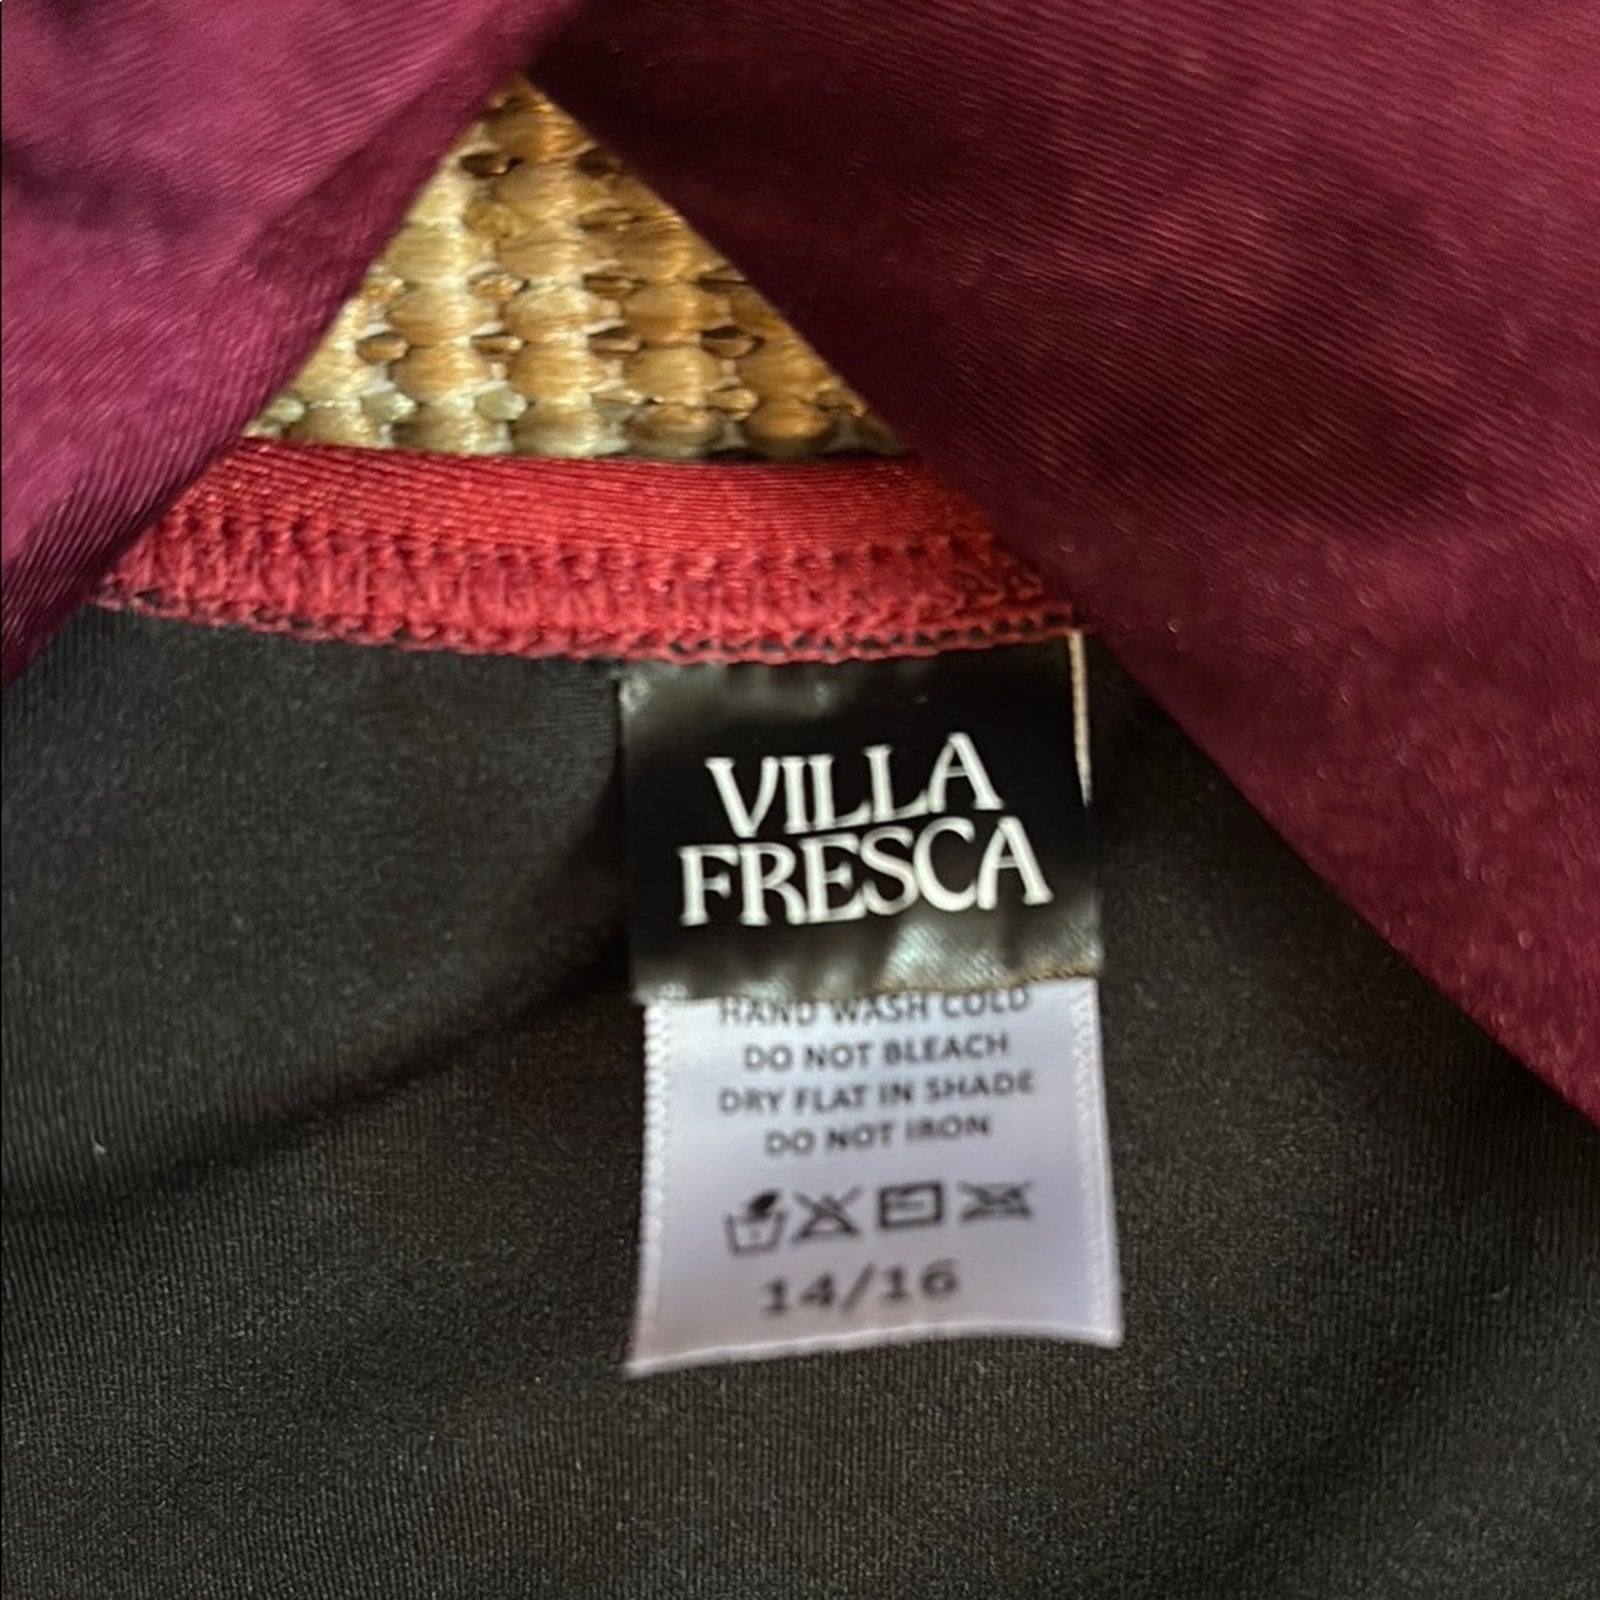 VILLA
FRESCA
HAND WASH COLD
DO NOT BLEACH
DRY FLAT IN SHADE
DO NOT IRON
14/16